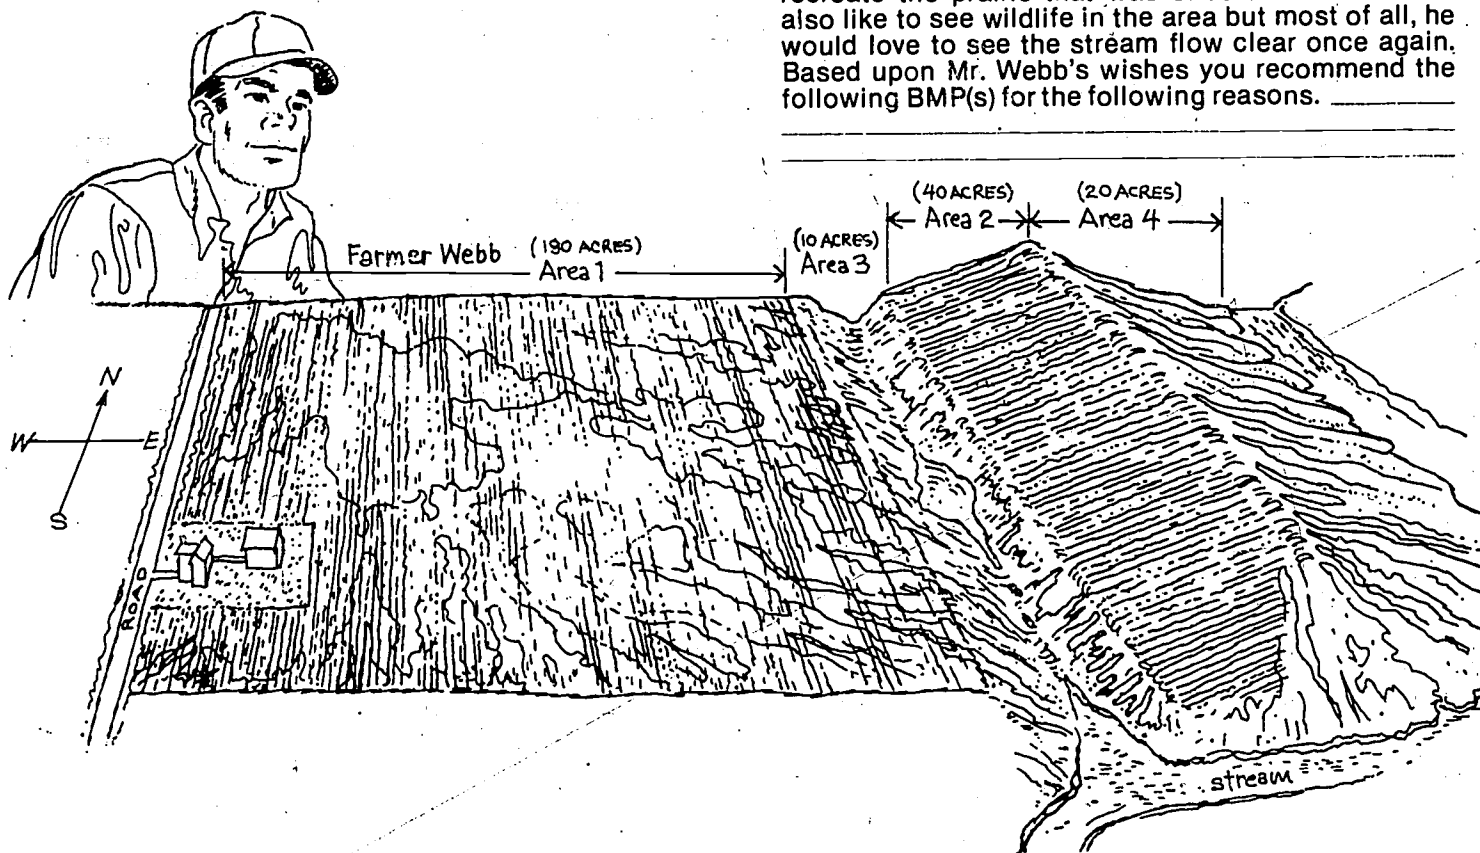 also like to see wildlife in the area but most of all, he
would love to see the stream flow clear once again.
Based upon Mr. Webb's wishes you recommend the
following BMP(s) for the following reasons.
(40 ACRES) (20 ACRES)
Area 2 Area 4
Farmer Webb (190 ACRES) (10 ACRES)
Area 1 Area 3
N
W E
S
ROAD
stream